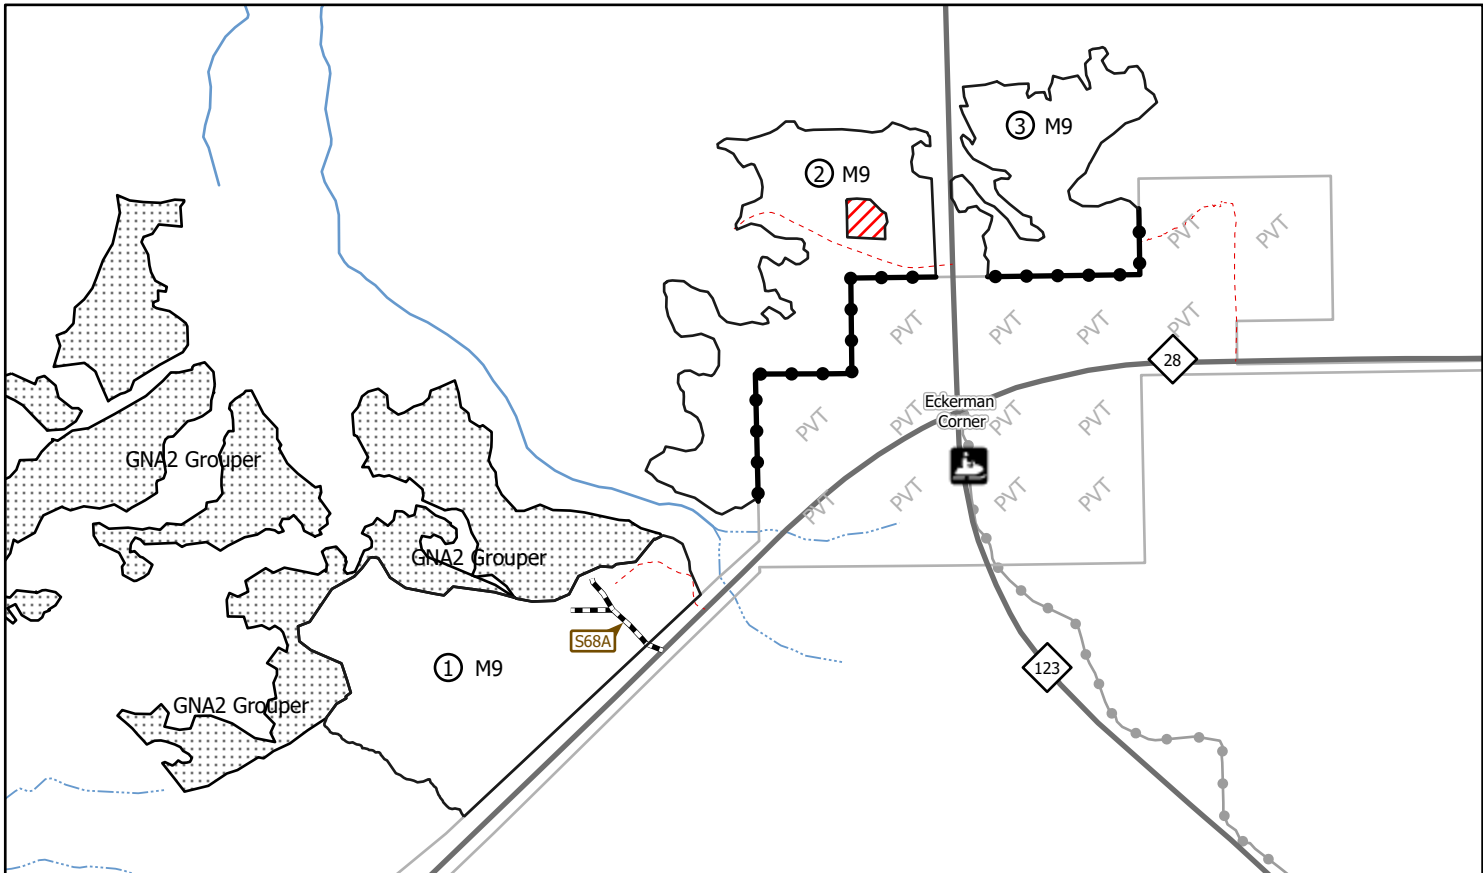 3 M9
2 M9
PVT
PVT
PVT
PVT
PVT
PVT
28
Eckerman
Corner
PVT
PVT
PVT
PVT
GNA2 Grouper
PVT
PVT
PVT
PVT
GNA2 Grouper
S68A
1 M9
123
GNA2 Grouper